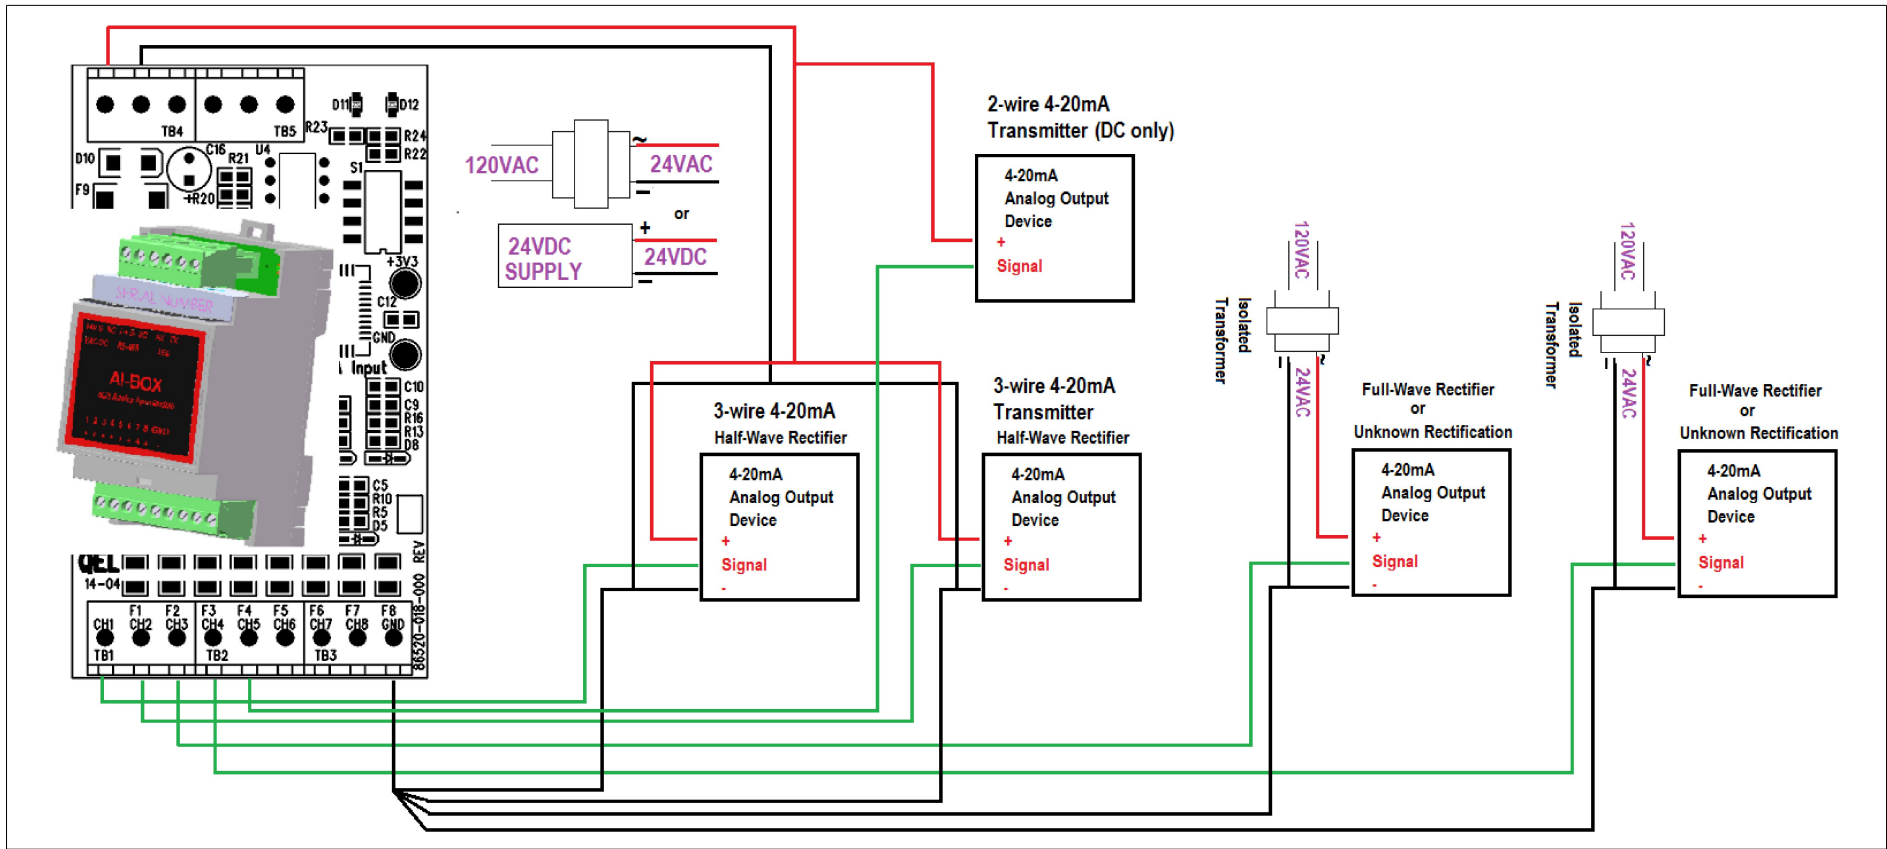 TB4
TB5
D11
D12
R23
R24
R22
D10
C16
R21
U4
S1
F9
+R20
+3V3
C12
GND
Input
C10
C9
R16
R13
D8
C5
R10
R5
D5
QEL
14-04
REV
86520-018-000
F1
F2
F3
F4
F5
F6
F7
F8
CH1
CH2
CH3
CH4
CH5
CH6
CH7
CH8
GND
TB1
TB2
TB3
SERIAL NUMBER
AI-BOX
120VAC
~
24VAC
–
or
24VDC
SUPPLY
+
24VDC
–
2-wire 4-20mA
Transmitter (DC only)
4-20mA
Analog Output
Device
+
Signal
3-wire 4-20mA
Half-Wave Rectifier
4-20mA
Analog Output
Device
+
Signal
-
3-wire 4-20mA
Transmitter
Half-Wave Rectifier
4-20mA
Analog Output
Device
+
Signal
-
120VAC
Isolated
Transformer
–
~
24VAC
Full-Wave Rectifier
or
Unknown Rectification
4-20mA
Analog Output
Device
+
Signal
-
120VAC
Isolated
Transformer
–
~
24VAC
Full-Wave Rectifier
or
Unknown Rectification
4-20mA
Analog Output
Device
+
Signal
-